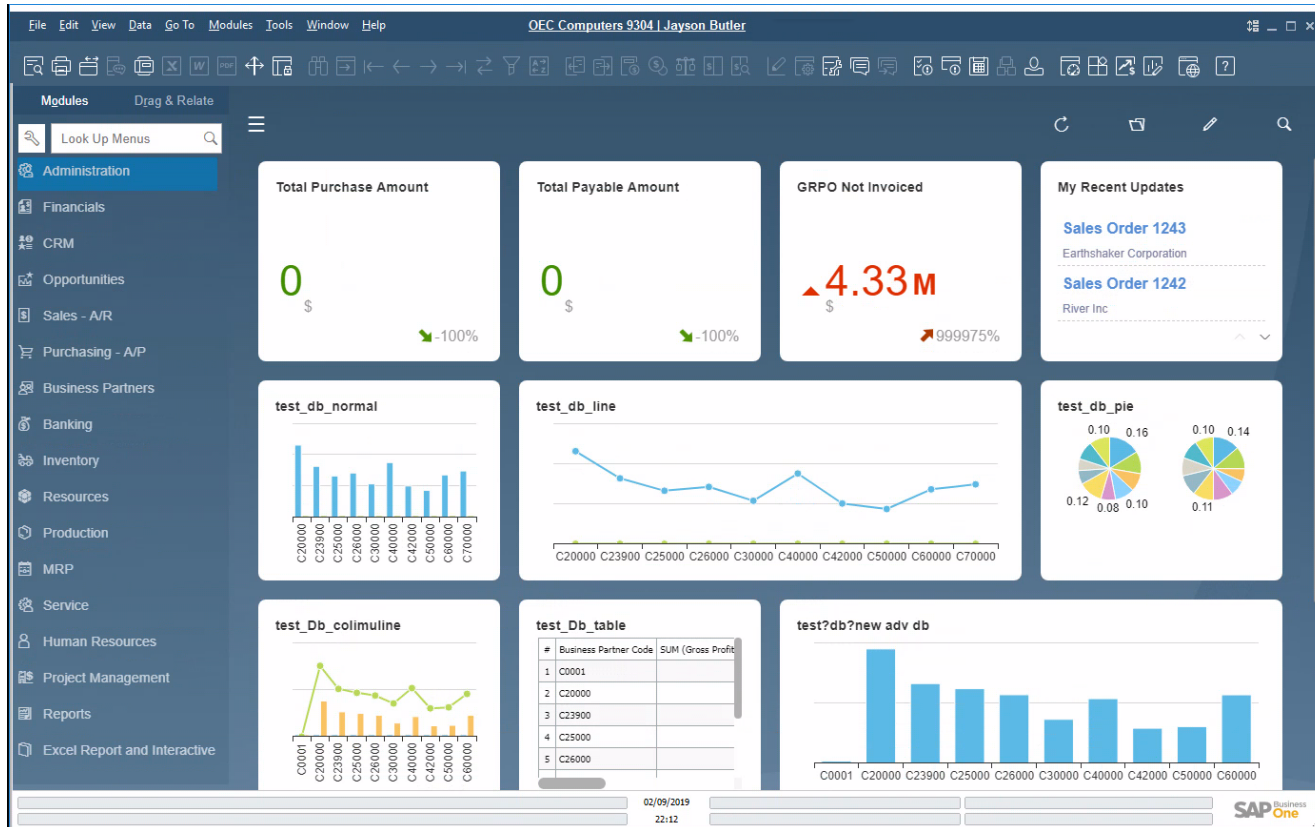 File Edit View Data Go To Modules Tools Window Help
OEC Computers 9304 | Jayson Butler
Modules Drag & Relate
Look Up Menus
Administration
Financials
CRM
Opportunities
Sales - A/R
Purchasing - A/P
Business Partners
Banking
Inventory
Resources
Production
MRP
Service
Human Resources
Project Management
Reports
Excel Report and Interactive
Total Purchase Amount
0
$
-100%
Total Payable Amount
0
$
-100%
GRPO Not Invoiced
4.33 M
$
999975%
My Recent Updates
Sales Order 1243
Earthshaker Corporation
Sales Order 1242
River Inc
test_db_normal
C20000 C23900 C25000 C26000 C30000 C40000 C42000 C50000 C60000 C70000
test_db_line
C20000 C23900 C25000 C26000 C30000 C40000 C42000 C50000 C60000 C70000
test_db_pie
0.10 0.16
0.12 0.08 0.10
0.10 0.14
0.11
test_Db_colimuline
C0001 C20000 C23900 C25000 C26000 C30000 C40000 C42000 C50000 C60000
test_Db_table
# Business Partner Code SUM (Gross Profit
1 C0001
2 C20000
3 C23900
4 C25000
5 C26000
test?db?new adv db
C0001 C20000 C23900 C25000 C26000 C30000 C40000 C42000 C50000 C60000
02/09/2019
22:12
SAP Business One